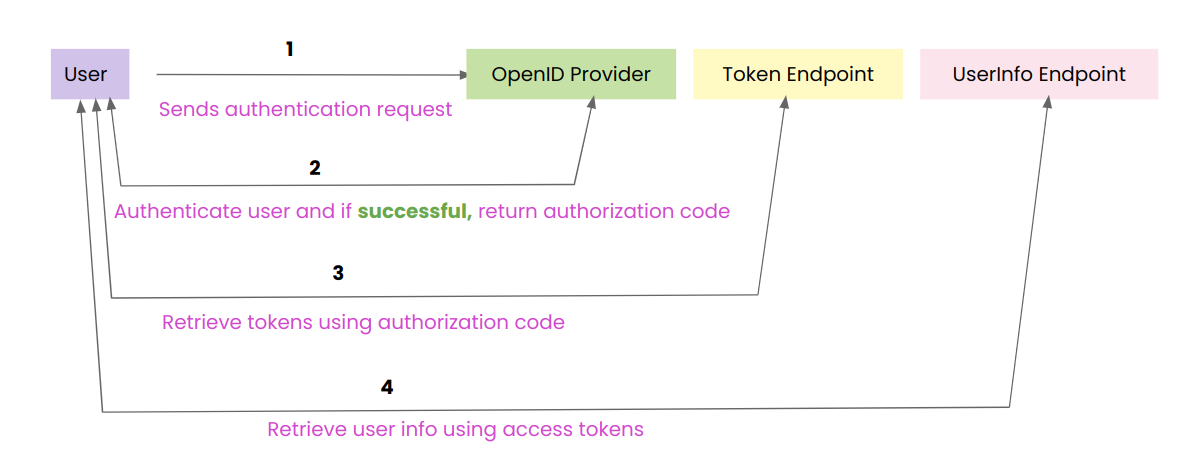 1
User
OpenID Provider
Token Endpoint
UserInfo Endpoint
Sends authentication request
2
Authenticate user and if successful, return authorization code
3
Retrieve tokens using authorization code
4
Retrieve user info using access tokens